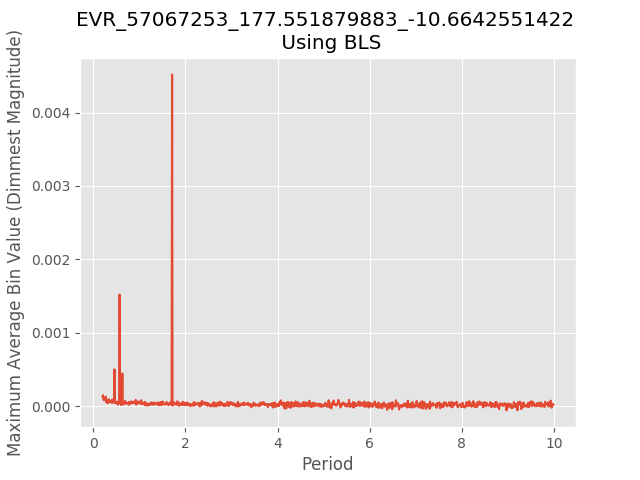 EVR_57067253_177.551879883_-10.6642551422
Using BLS
Maximum Average Bin Value (Dimmest Magnitude)
0.004
0.003
0.002
0.001
0.000
0
2
4
6
8
10
Period